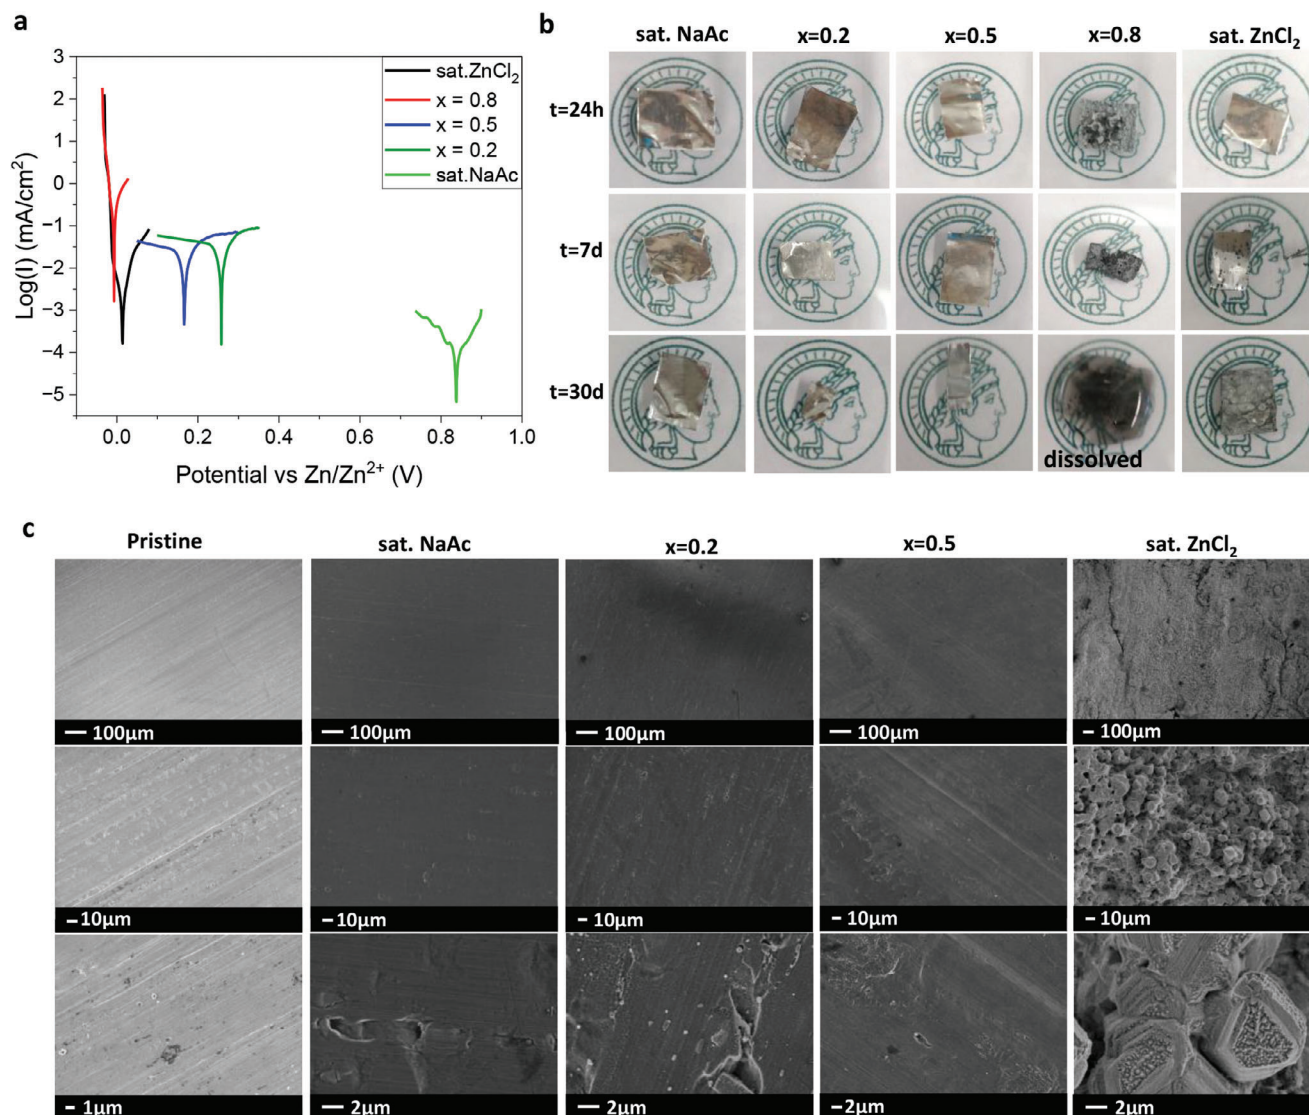 a
sat.ZnCl₂
x = 0.8
x = 0.5
x = 0.2
sat.NaAc
3
2
1
0
−1
−2
−3
−4
−5
Log(I) (mA/cm²)
0.0 0.2 0.4 0.6 0.8 1.0
Potential vs Zn/Zn²⁺ (V)
b
sat. NaAc x=0.2 x=0.5 x=0.8 sat. ZnCl₂
t=24h
t=7d
t=30d
dissolved
c
Pristine sat. NaAc x=0.2 x=0.5 sat. ZnCl₂
100µm 100µm 100µm 100µm 100µm
10µm 10µm 10µm 10µm 10µm
1µm 2µm 2µm 2µm 2µm